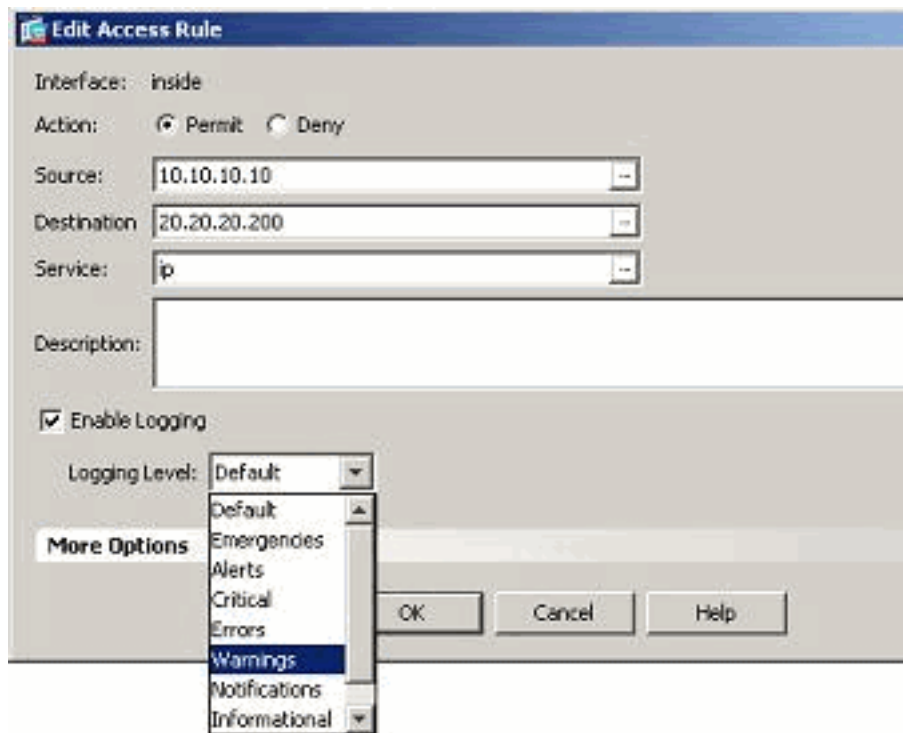 Edit Access Rule
Interface: inside
Action: Permit Deny
Source: 10.10.10.10 ...
Destination 20.20.20.200 ...
Service: ip ...
Description:
Enable Logging
Logging Level: Default
Default
Emergencies
More Options
Alerts
Critical
Errors
OK Cancel Help
Warnings
Notifications
Informational